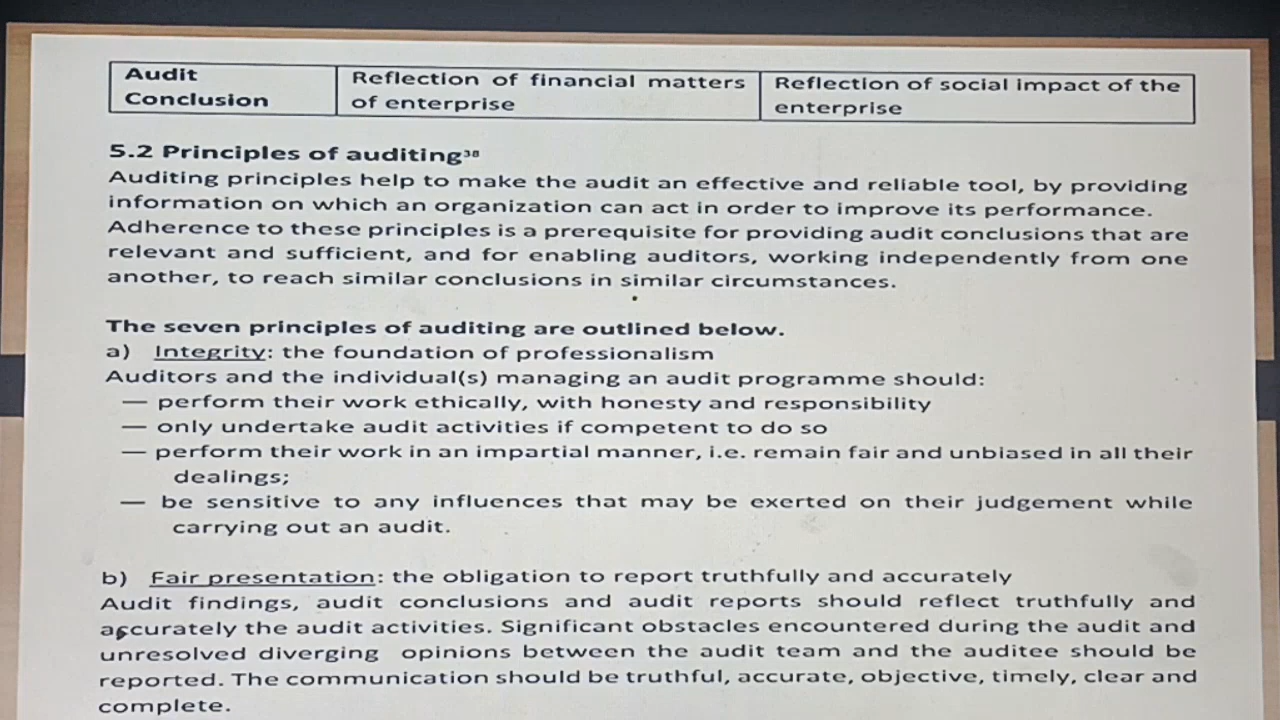 Audit Conclusion | Reflection of financial matters of enterprise | Reflection of social impact of the enterprise
5.2 Principles of auditing³⁸
Auditing principles help to make the audit an effective and reliable tool, by providing
information on which an organization can act in order to improve its performance.
Adherence to these principles is a prerequisite for providing audit conclusions that are
relevant and sufficient, and for enabling auditors, working independently from one
another, to reach similar conclusions in similar circumstances.
The seven principles of auditing are outlined below.
a) Integrity: the foundation of professionalism
Auditors and the individual(s) managing an audit programme should:
— perform their work ethically, with honesty and responsibility
— only undertake audit activities if competent to do so
— perform their work in an impartial manner, i.e. remain fair and unbiased in all their
dealings;
— be sensitive to any influences that may be exerted on their judgement while
carrying out an audit.
b) Fair presentation: the obligation to report truthfully and accurately
Audit findings, audit conclusions and audit reports should reflect truthfully and
accurately the audit activities. Significant obstacles encountered during the audit and
unresolved diverging opinions between the audit team and the auditee should be
reported. The communication should be truthful, accurate, objective, timely, clear and
complete.